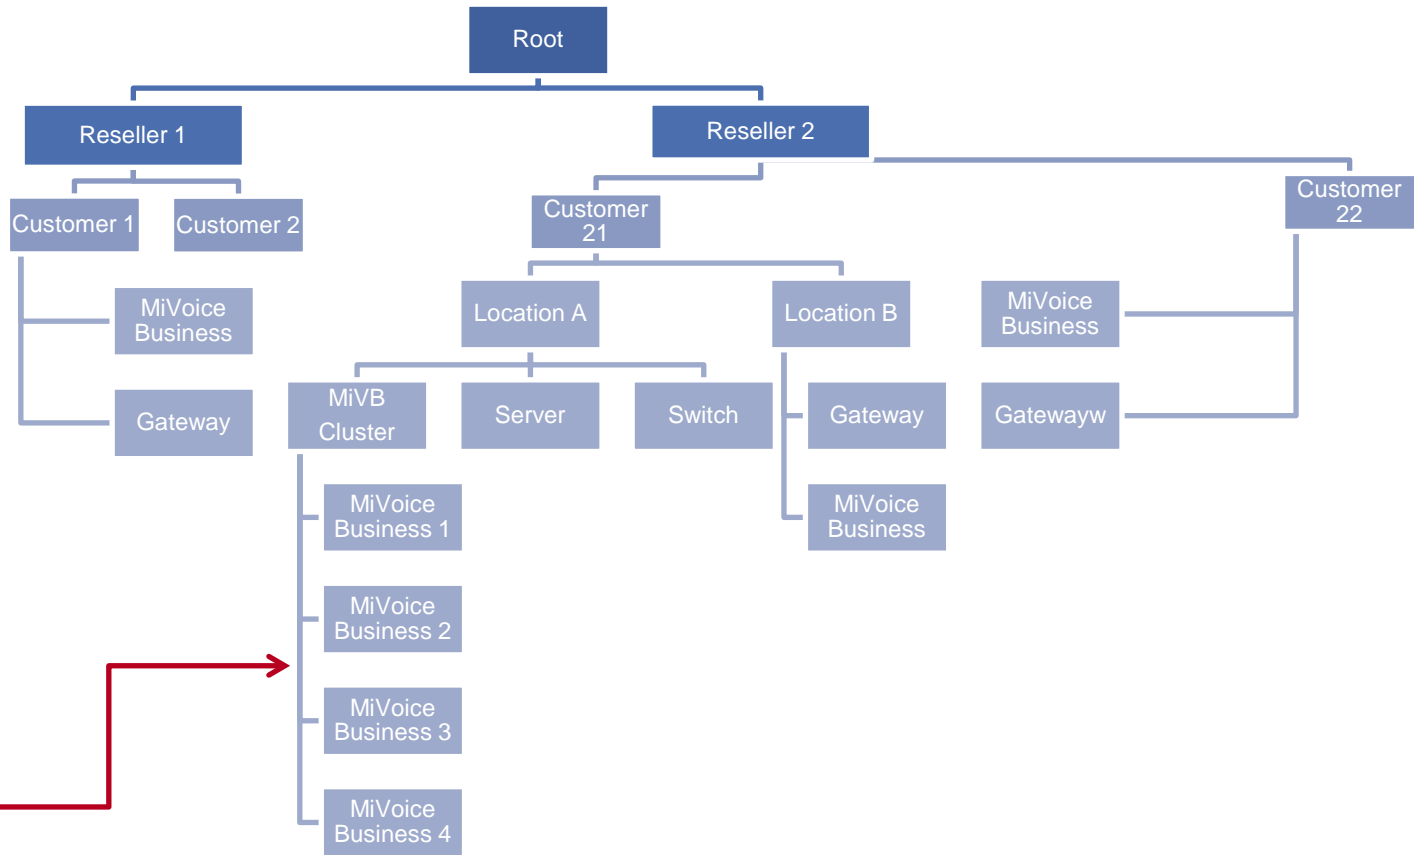 Root
Reseller 1
Reseller 2
Customer 1
Customer 2
Customer
21
Customer
22
MiVoice
Business
Gateway
Location A
Location B
MiVoice
Business
Gatewayw
MiVB
Cluster
Server
Switch
Gateway
MiVoice
Business
MiVoice
Business 1
MiVoice
Business 2
MiVoice
Business 3
MiVoice
Business 4